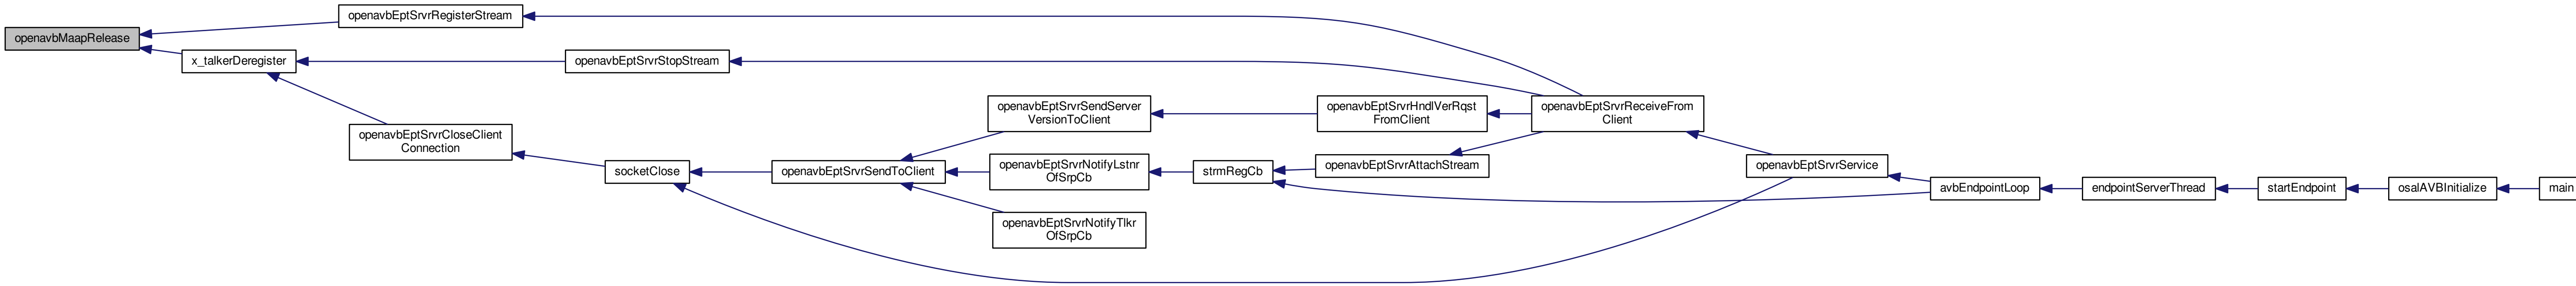 openavbMaapRelease
openavbEptSrvrRegisterStream
x_talkerDeregister
openavbEptSrvrStopStream
openavbEptSrvrCloseClient
Connection
socketClose
openavbEptSrvrSendToClient
openavbEptSrvrSendServer
VersionToClient
openavbEptSrvrNotifyLstnr
OfSrpCb
openavbEptSrvrNotifyTlkr
OfSrpCb
strmRegCb
openavbEptSrvrHndlVerRqst
FromClient
openavbEptSrvrAttachStream
openavbEptSrvrReceiveFrom
Client
openavbEptSrvrService
avbEndpointLoop
endpointServerThread
startEndpoint
osalAVBInitialize
main